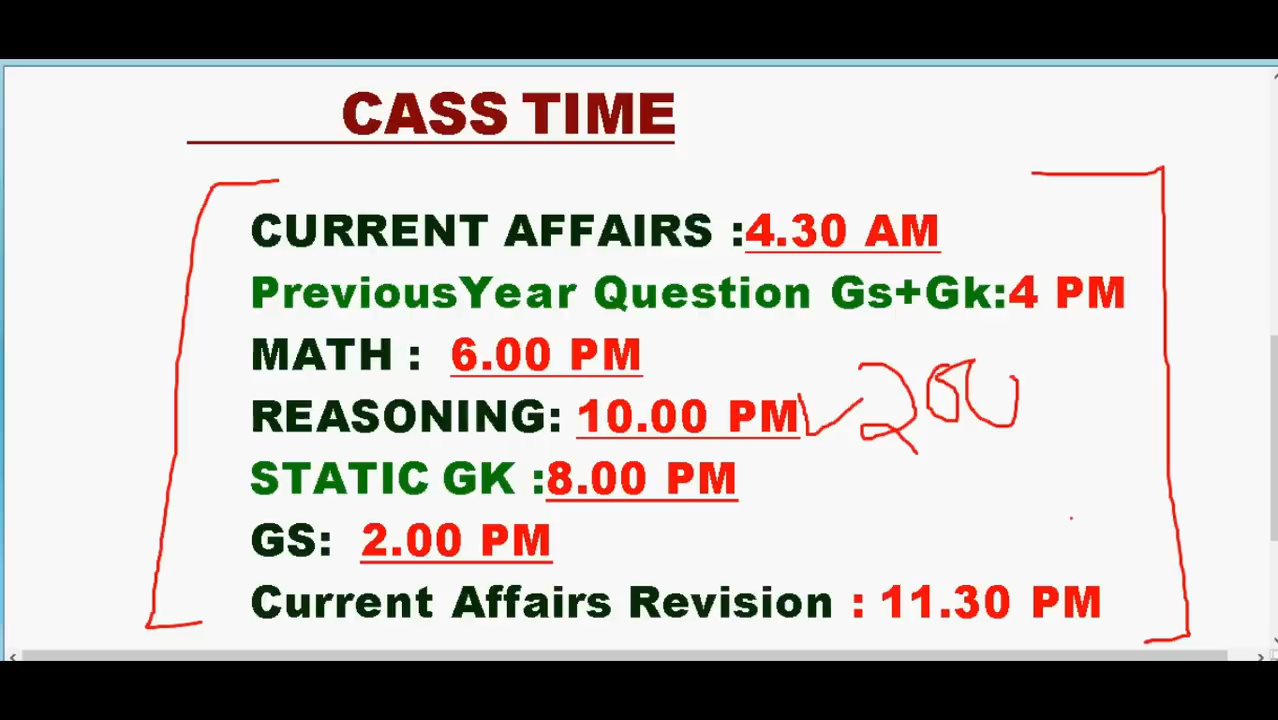 CASS TIME
CURRENT AFFAIRS :4.30 AM
PreviousYear Question Gs+Gk:4 PM
MATH : 6.00 PM
REASONING: 10.00 PM
STATIC GK :8.00 PM
GS: 2.00 PM
Current Affairs Revision : 11.30 PM